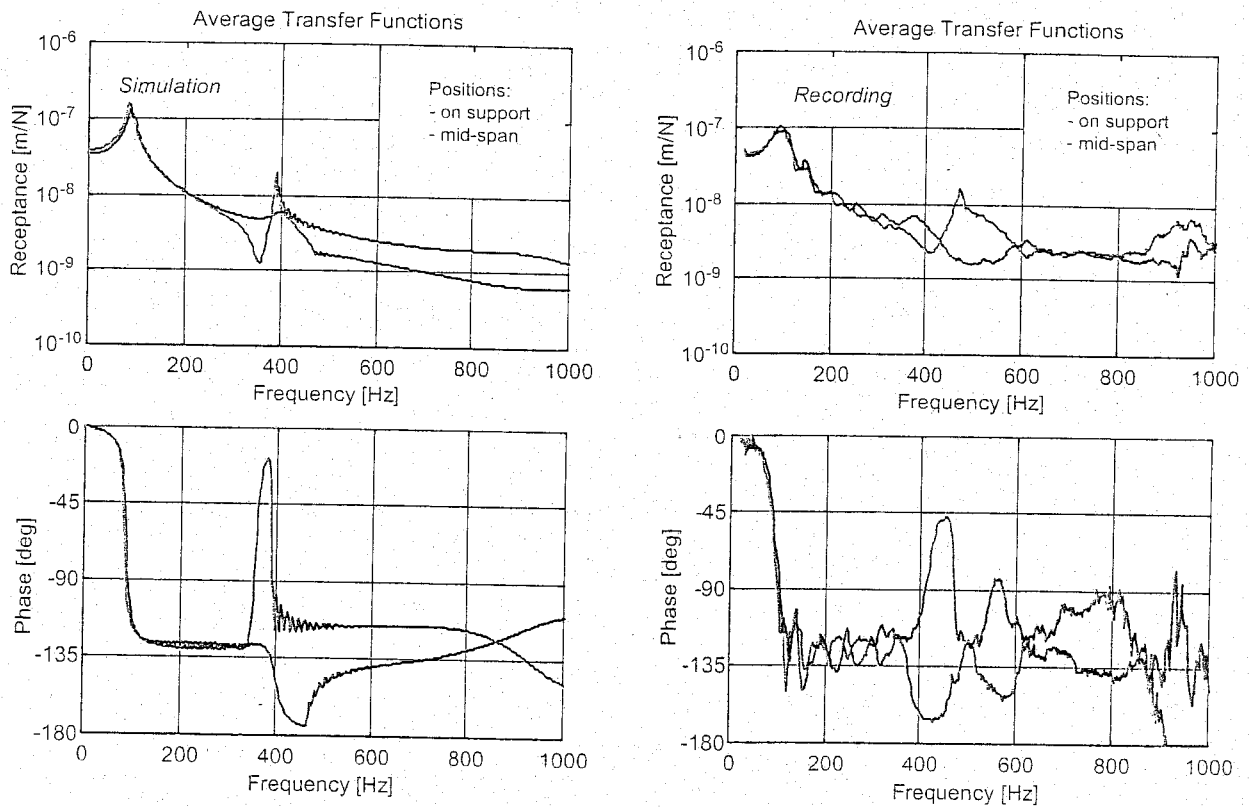 Average Transfer Functions
10-6
10-7
10-8
10-9
10-10
Receptance [m/N]
Simulation
Positions:
- on support
- mid-span
0 200 400 600 800 1000
Frequency [Hz]
Average Transfer Functions
10-6
10-7
10-8
10-9
10-10
Receptance [m/N]
Recording
Positions:
- on support
- mid-span
0 200 400 600 800 1000
Frequency [Hz]
0
-45
-90
-135
-180
Phase [deg]
0 200 400 600 800 1000
Frequency [Hz]
0
-45
-90
-135
-180
Phase [deg]
0 200 400 600 800 1000
Frequency [Hz]